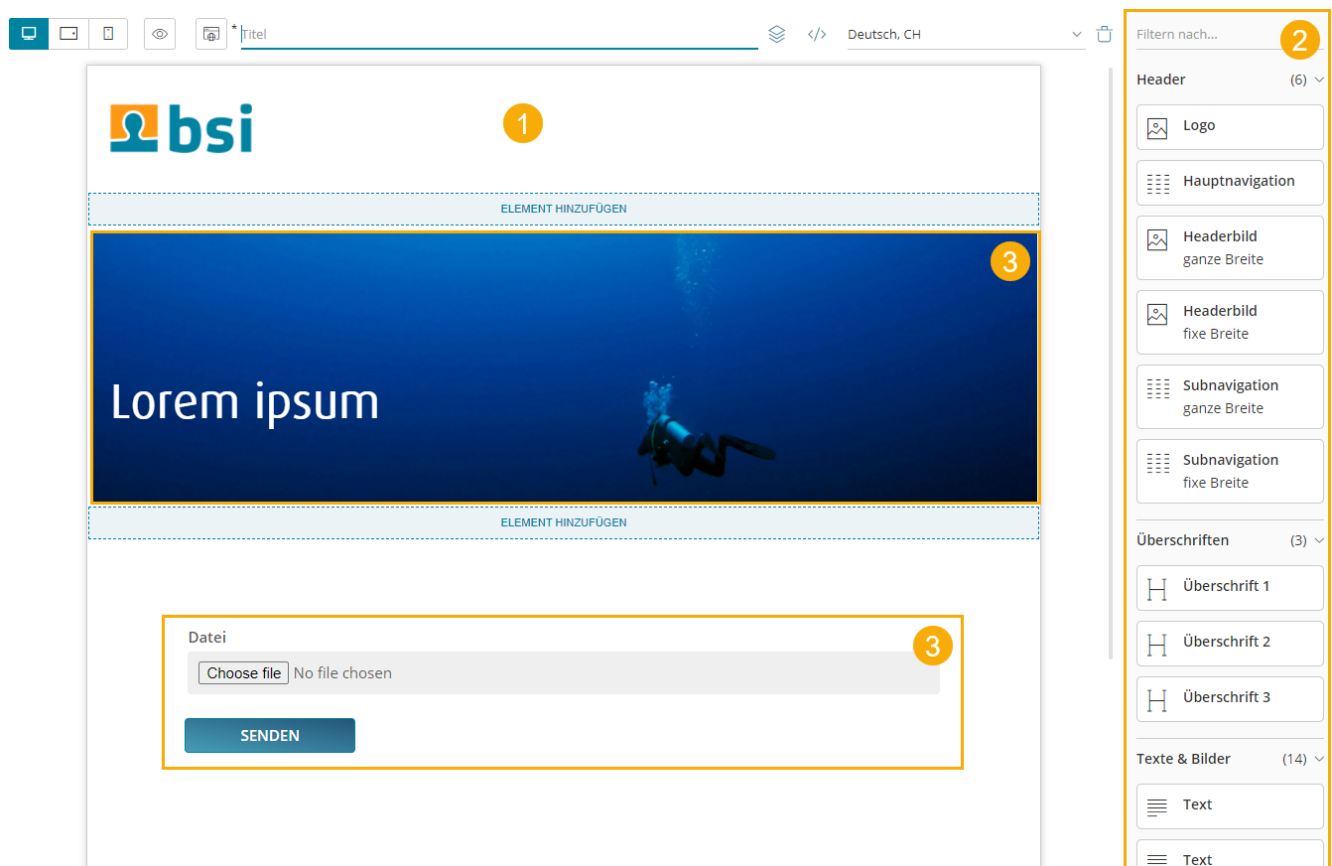 * Titel
</> Deutsch, CH
bsi
1
ELEMENT HINZUFÜGEN
3
Lorem ipsum
ELEMENT HINZUFÜGEN
3
Datei
Choose file No file chosen
SENDEN
Filtern nach...
2
Header (6)
Logo
Hauptnavigation
Headerbild
ganze Breite
Headerbild
fixe Breite
Subnavigation
ganze Breite
Subnavigation
fixe Breite
Überschriften (3)
Überschrift 1
Überschrift 2
Überschrift 3
Texte & Bilder (14)
Text
Text